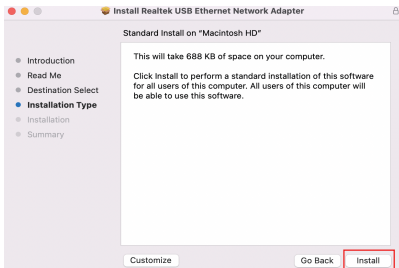 Install Realtek USB Ethernet Network Adapter
Standard Install on "Macintosh HD"
Introduction
Read Me
Destination Select
Installation Type
Installation
Summary
This will take 688 KB of space on your computer.
Click Install to perform a standard installation of this software
for all users of this computer. All users of this computer will
be able to use this software.
Customize
Go Back
Install